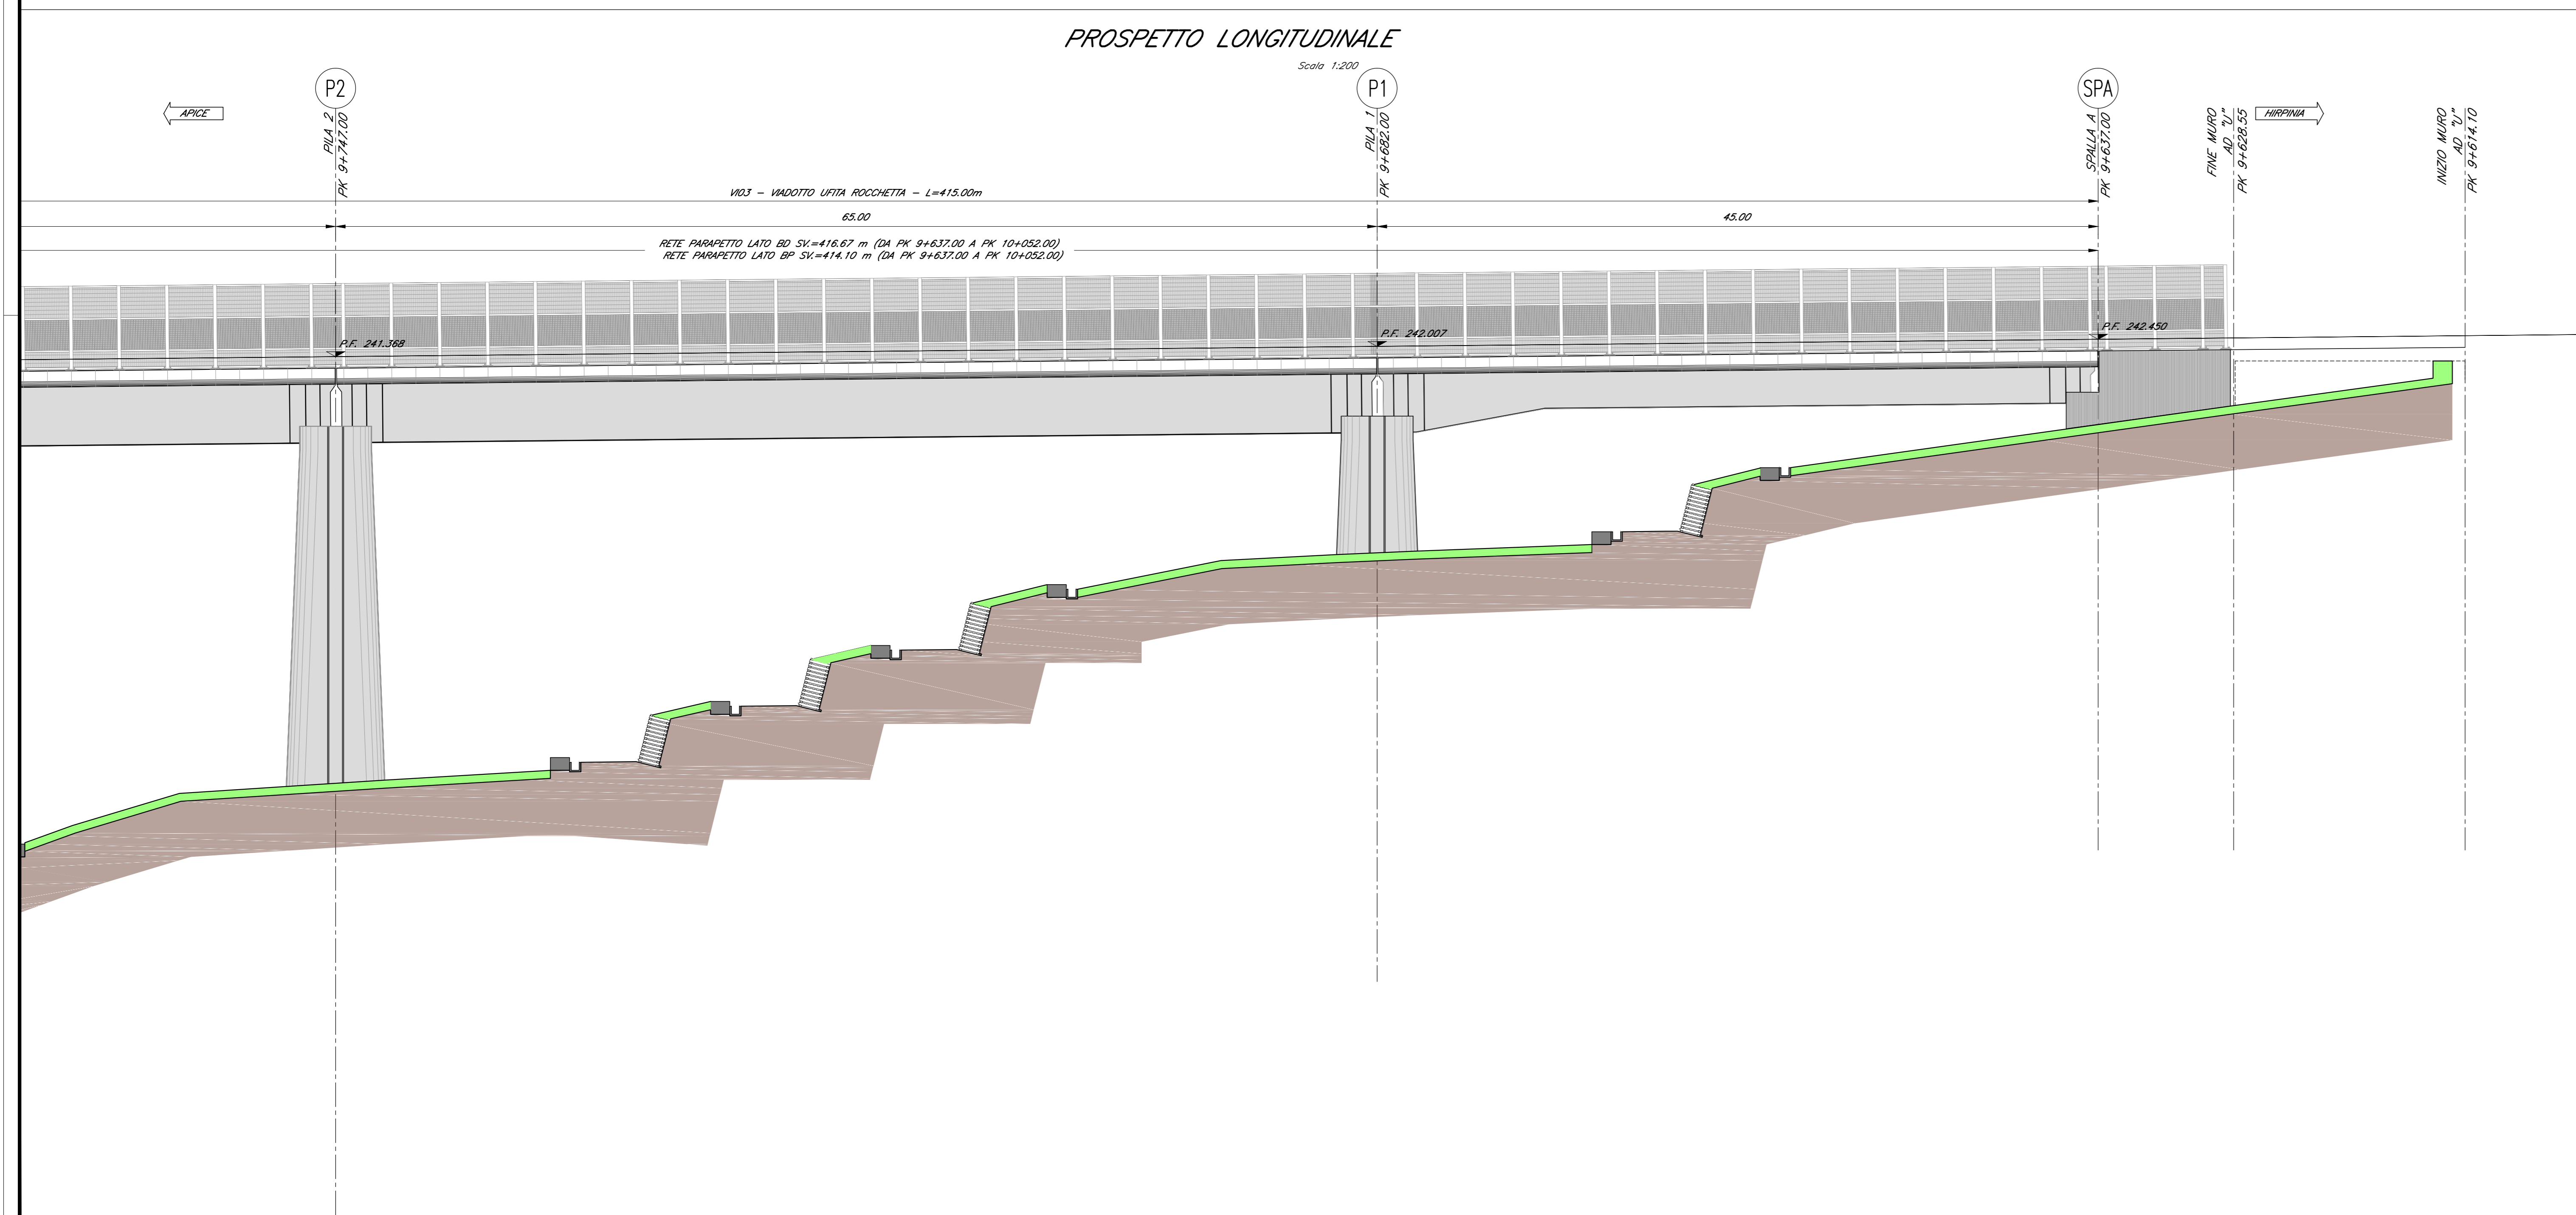 PROSPETTO LONGITUDINALE
Scala 1:200
P2
P1
SPA
APICE
HIRPINIA
PILA 2
PK 9+747.00
PILA 1
PK 9+682.00
SPALLA A
PK 9+637.00
FINE MURO
AD "U"
PK 9+628.55
INIZIO MURO
AD "U"
PK 9+614.10
VI03 - VIADOTTO UFITA ROCCHETTA - L=415.00m
65.00
45.00
RETE PARAPETTO LATO BD SV.=416.67 m (DA PK 9+637.00 A PK 10+052.00)
RETE PARAPETTO LATO BP SV.=414.10 m (DA PK 9+637.00 A PK 10+052.00)
P.F. 241.368
P.F. 242.007
P.F. 242.450